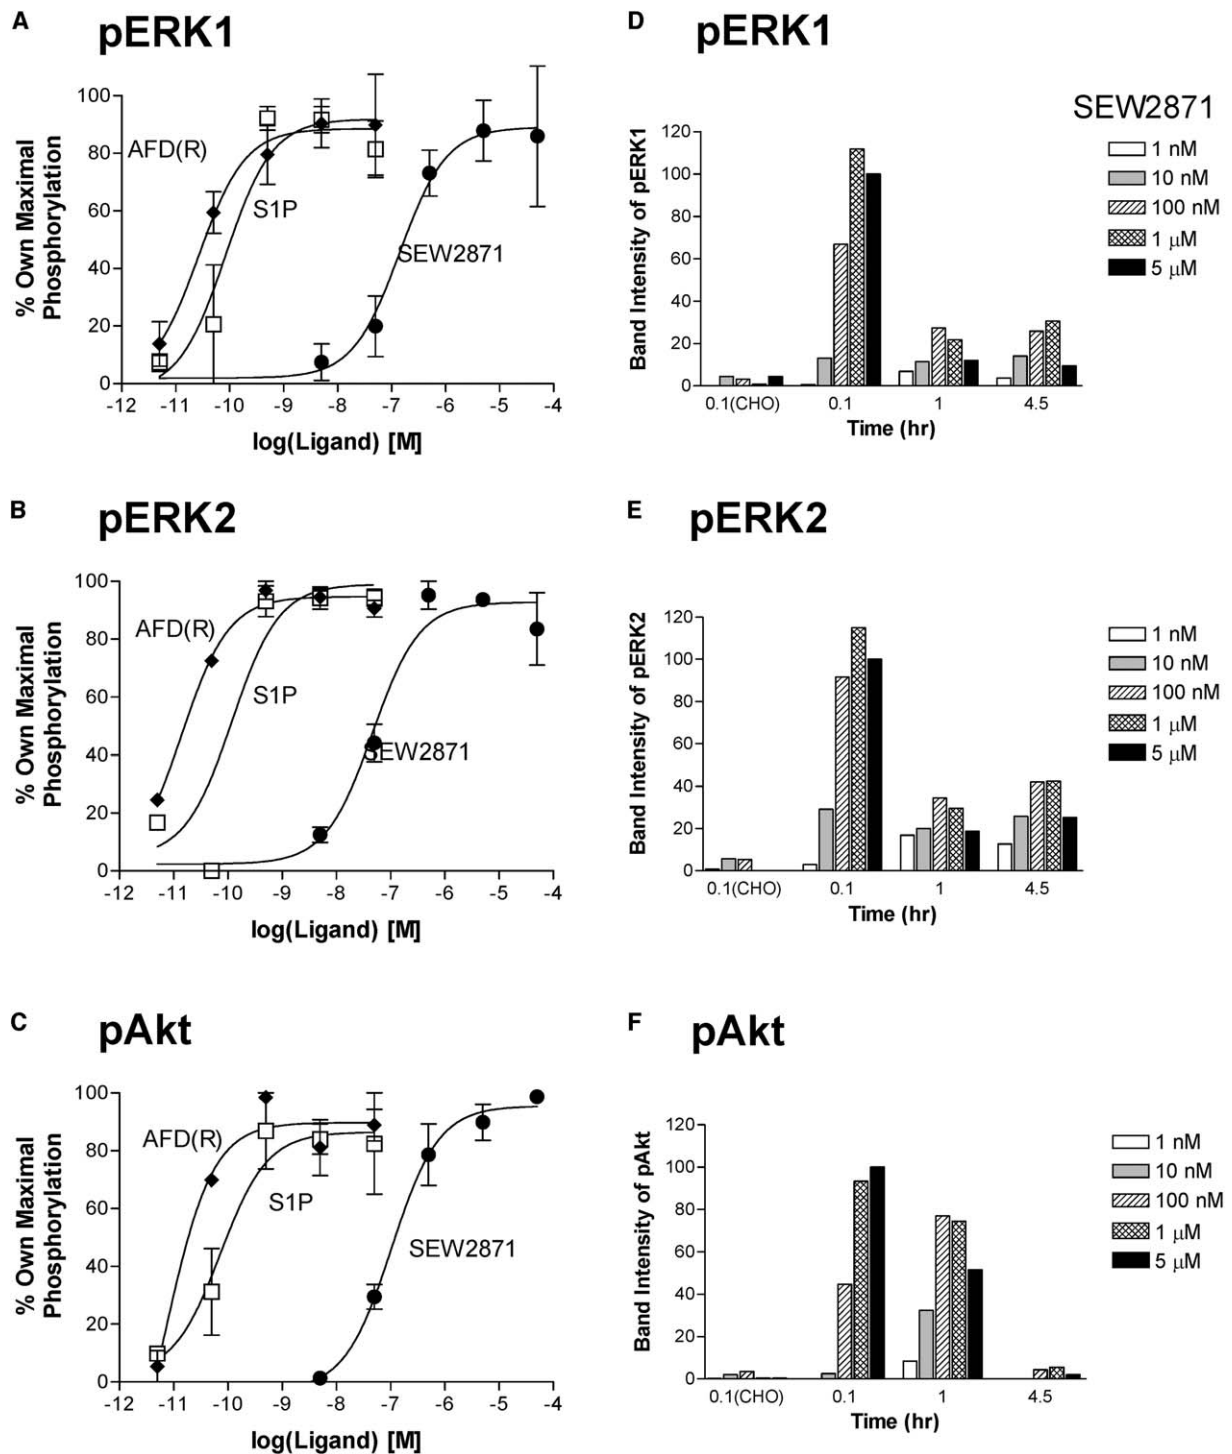 A
pERK1
% Own Maximal
Phosphorylation
100
80
60
40
20
0
AFD(R)
S1P
SEW2871
-12 -11 -10 -9 -8 -7 -6 -5 -4
log(Ligand) [M]
D
pERK1
SEW2871
Band Intensity of pERK1
120
100
80
60
40
20
0
1 nM
10 nM
100 nM
1 μM
5 μM
0.1(CHO) 0.1 1 4.5
Time (hr)
B
pERK2
% Own Maximal
Phosphorylation
100
80
60
40
20
0
AFD(R)
S1P
SEW2871
-12 -11 -10 -9 -8 -7 -6 -5 -4
log(Ligand) [M]
E
pERK2
Band Intensity of pERK2
120
100
80
60
40
20
0
1 nM
10 nM
100 nM
1 μM
5 μM
0.1(CHO) 0.1 1 4.5
Time (hr)
C
pAkt
% Own Maximal
Phosphorylation
100
80
60
40
20
0
AFD(R)
S1P
SEW2871
-12 -11 -10 -9 -8 -7 -6 -5 -4
log(Ligand) [M]
F
pAkt
Band Intensity of pAkt
120
100
80
60
40
20
0
1 nM
10 nM
100 nM
1 μM
5 μM
0.1(CHO) 0.1 1 4.5
Time (hr)